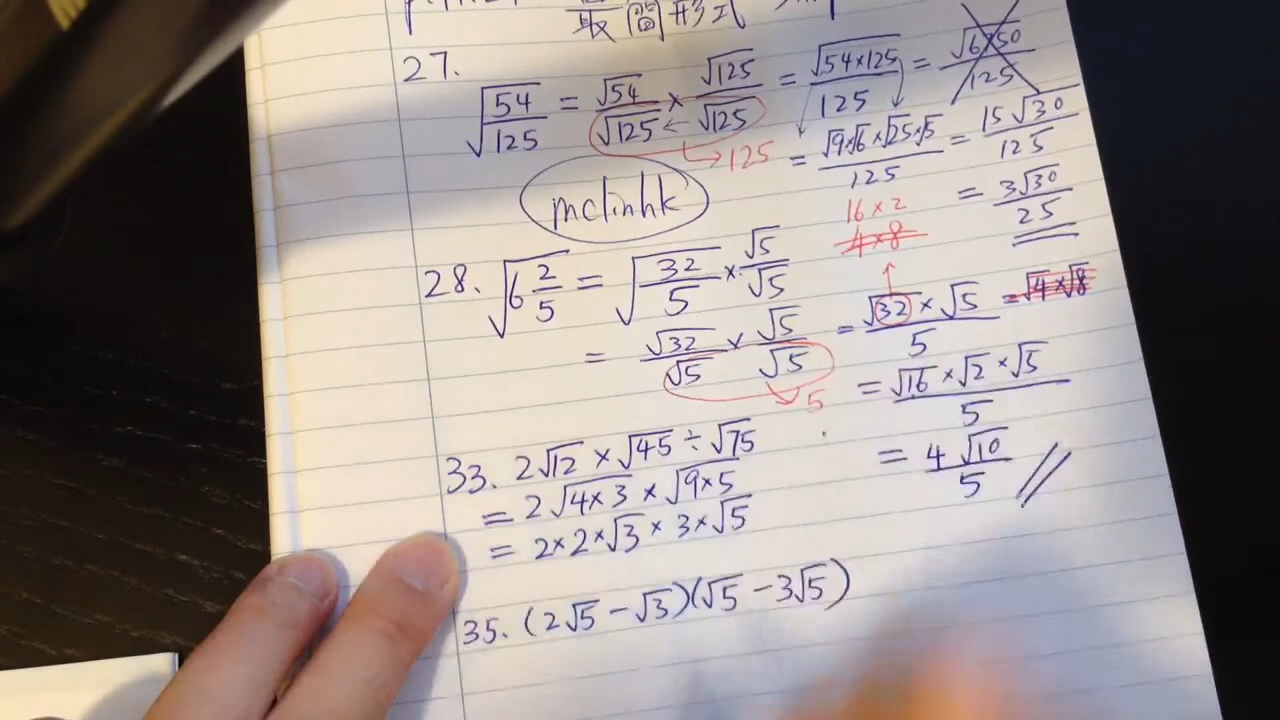 取簡形式
27.
√(54/125) = √54/√125 × √125/√125 = √(54×125)/125 = √6750/125
→125
= √9×√6×√25×√5/125 = 15√30/125
= 3√30/25
mclinhk
16×2
4×8
28. √(6 2/5) = √(32/5) × √5/√5
= √32/√5 × √5/√5 = √32 × √5/5 = √4×√8
5
= √16 × √2 × √5/5
= 4√10/5
33. 2√12 × √45 ÷ √75
= 2√(4×3) × √(9×5)
= 2×2×√3 × 3×√5
35. (2√5 − √3)(√5 − 3√5)